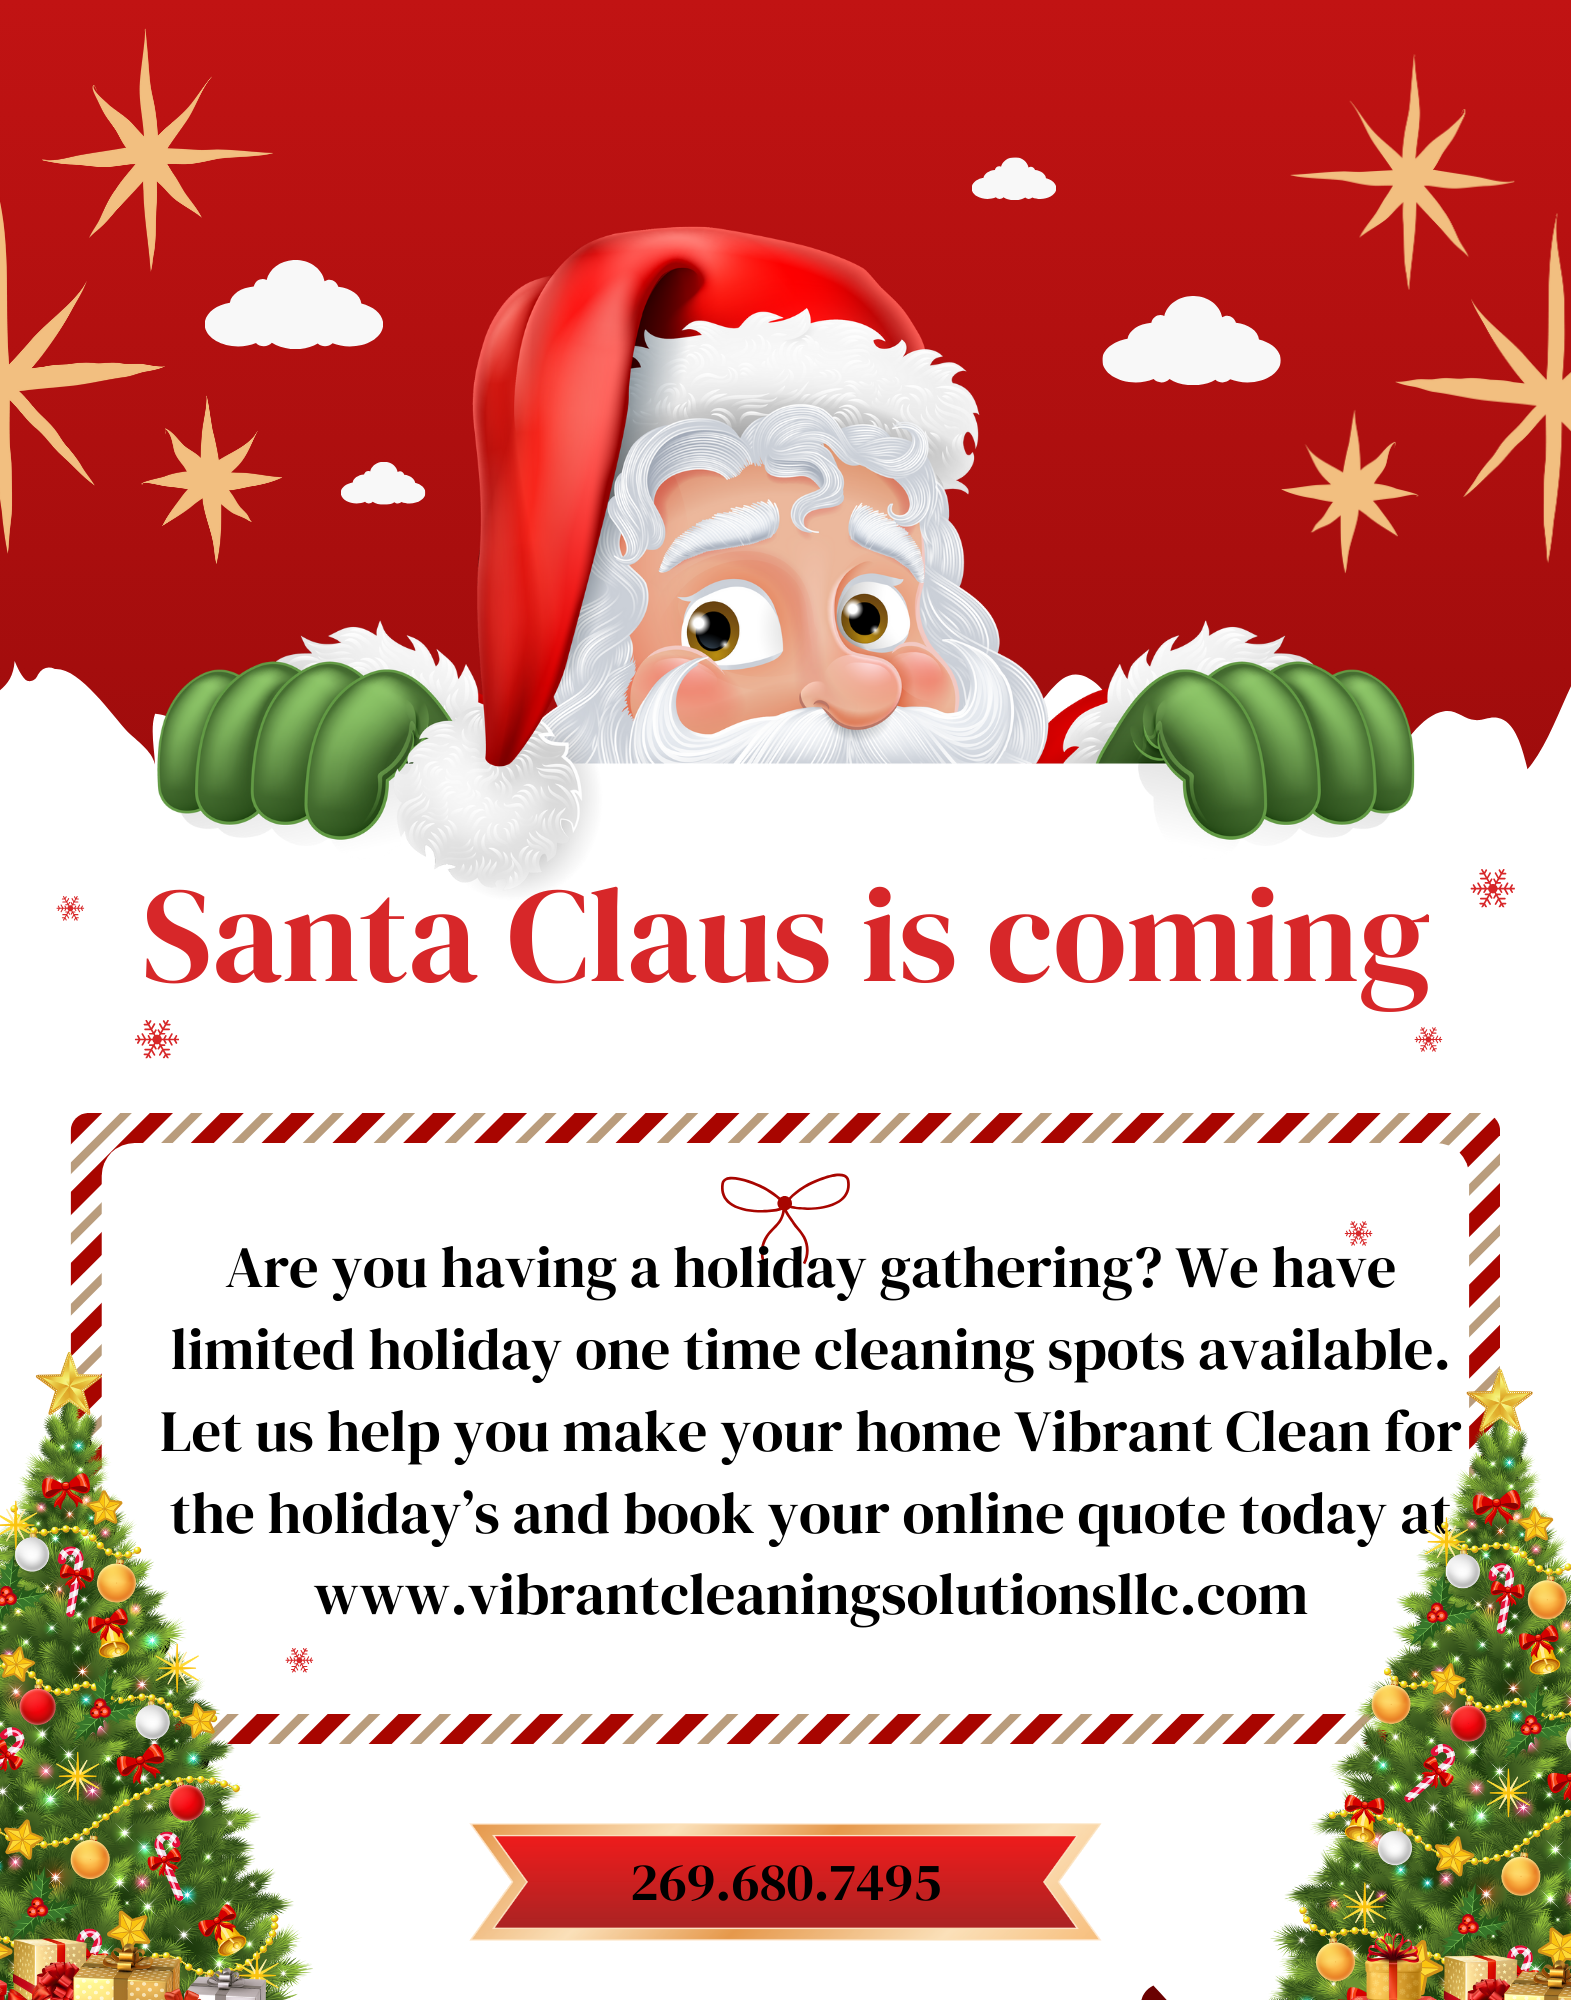 Santa Claus is coming
Are you having a holiday gathering? We have
limited holiday one time cleaning spots available.
Let us help you make your home Vibrant Clean for
the holiday’s and book your online quote today at
www.vibrantcleaningsolutionsllc.com
269.680.7495